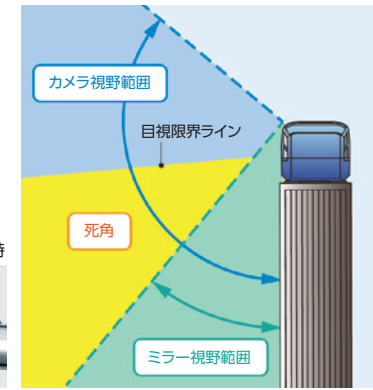 カメラ視野範囲
目視限界ライン
死角
時
ミラー視野範囲